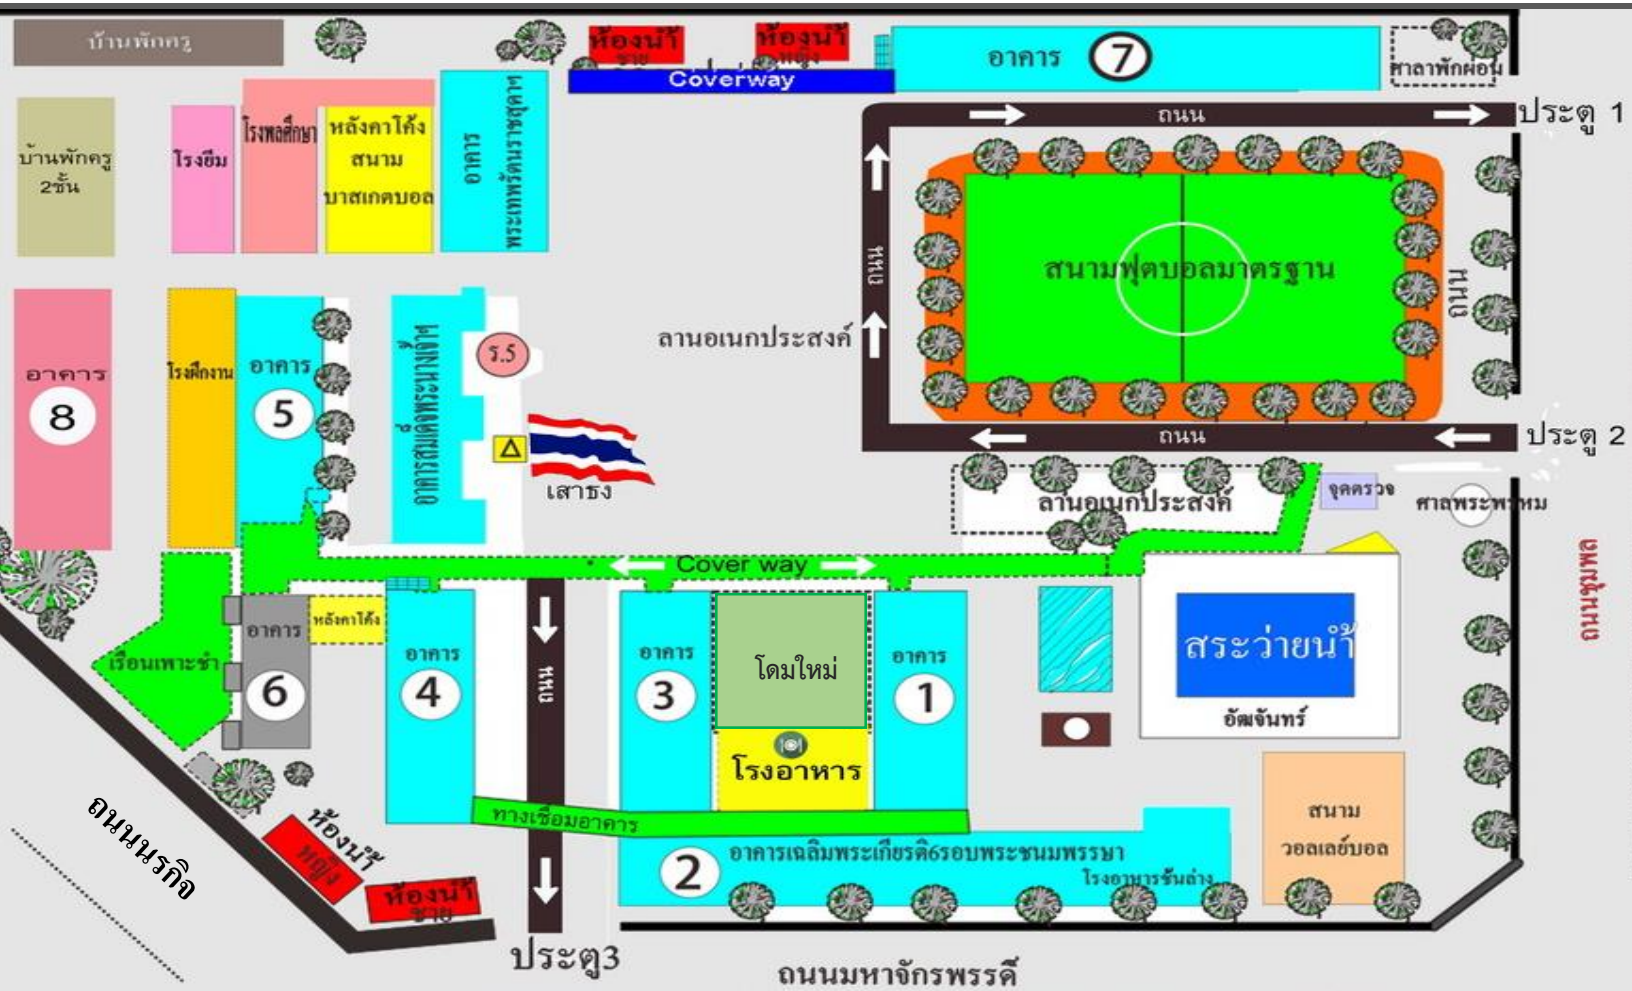 บ้านพักครู
ห้องน้ำ
ชาย
ห้องน้ำ
หญิง
Coverway
อาคาร 7
ศาลาพักผ่อน
ถนน
ประตู 1
บ้านพักครู
2ชั้น
โรงยิม
โรงพลศึกษา
หลังคาโค้ง
สนาม
บาสเกตบอล
อาคาร
พระเทพรัตนราชสุดาฯ
ถนน
สนามฟุตบอลมาตรฐาน
ถนน
ลานอเนกประสงค์
อาคาร
8
โรงฝึกงาน
อาคาร
5
อาคารสมเด็จพระนางเจ้าฯ
ร.5
เสาธง
ถนน
ประตู 2
ลานอเนกประสงค์
จุดตรวจ
ศาลพระพรหม
ถนนชุมพล
Cover way
เรือนเพาะชำ
อาคาร
6
หลังคาโค้ง
อาคาร
4
ถนน
อาคาร
3
โดมใหม่
อาคาร
1
สระว่ายน้ำ
อัฒจันทร์
โรงอาหาร
ทางเชื่อมอาคาร
2
อาคารเฉลิมพระเกียรติ6รอบพระชนมพรรษา
โรงอาหารชั้นล่าง
สนาม
วอลเลย์บอล
ถนนนรกิจ
ห้องน้ำ
หญิง
ห้องน้ำ
ชาย
ประตู3
ถนนมหาจักรพรรดิ์